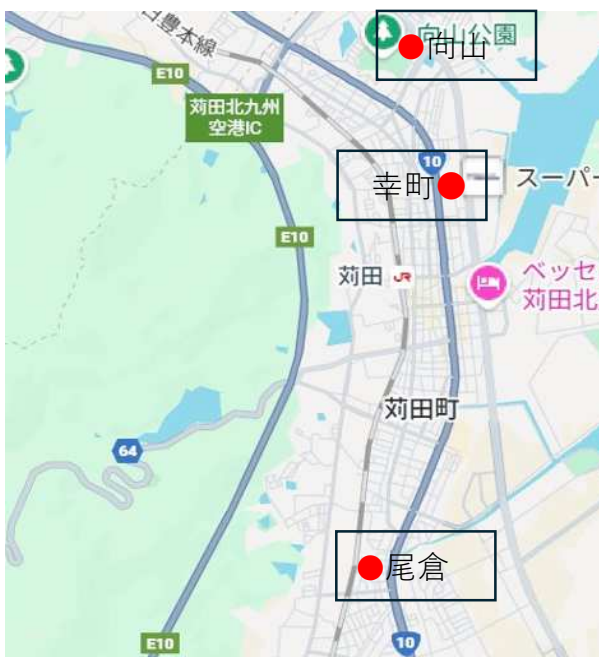 日豊本線
向山公園
向山
E10
苅田北九州
空港IC
10
幸町
スーパー
E10
苅田
JR
ベッセ
苅田北
苅田町
64
尾倉
E10
10